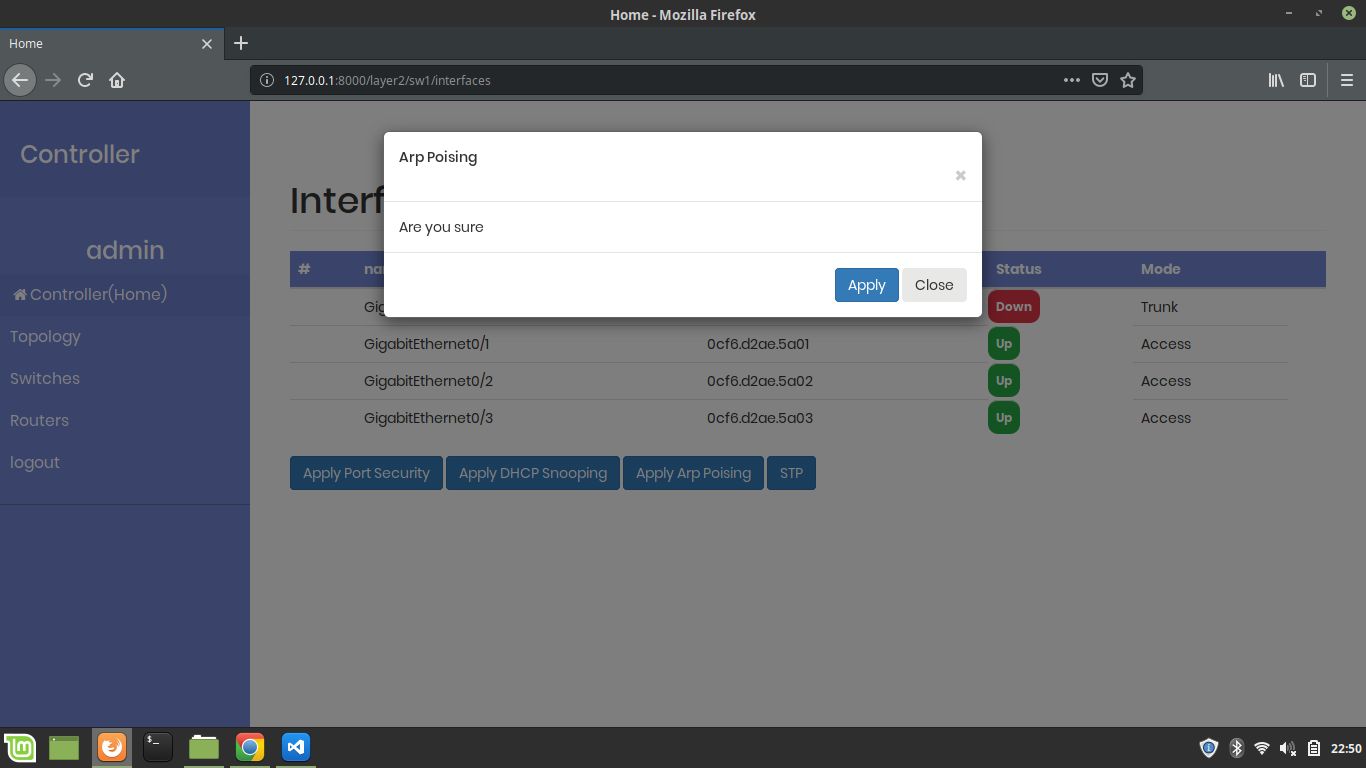 Home - Mozilla Firefox
Home
127.0.0.1:8000/layer2/sw1/interfaces
Controller
admin
Controller(Home)
Topology
Switches
Routers
logout
Arp Poising
Are you sure
Apply Close
Interf
# na Status Mode
Gig Down Trunk
GigabitEthernet0/1 0cf6.d2ae.5a01 Up Access
GigabitEthernet0/2 0cf6.d2ae.5a02 Up Access
GigabitEthernet0/3 0cf6.d2ae.5a03 Up Access
Apply Port Security Apply DHCP Snooping Apply Arp Poising STP
22:50